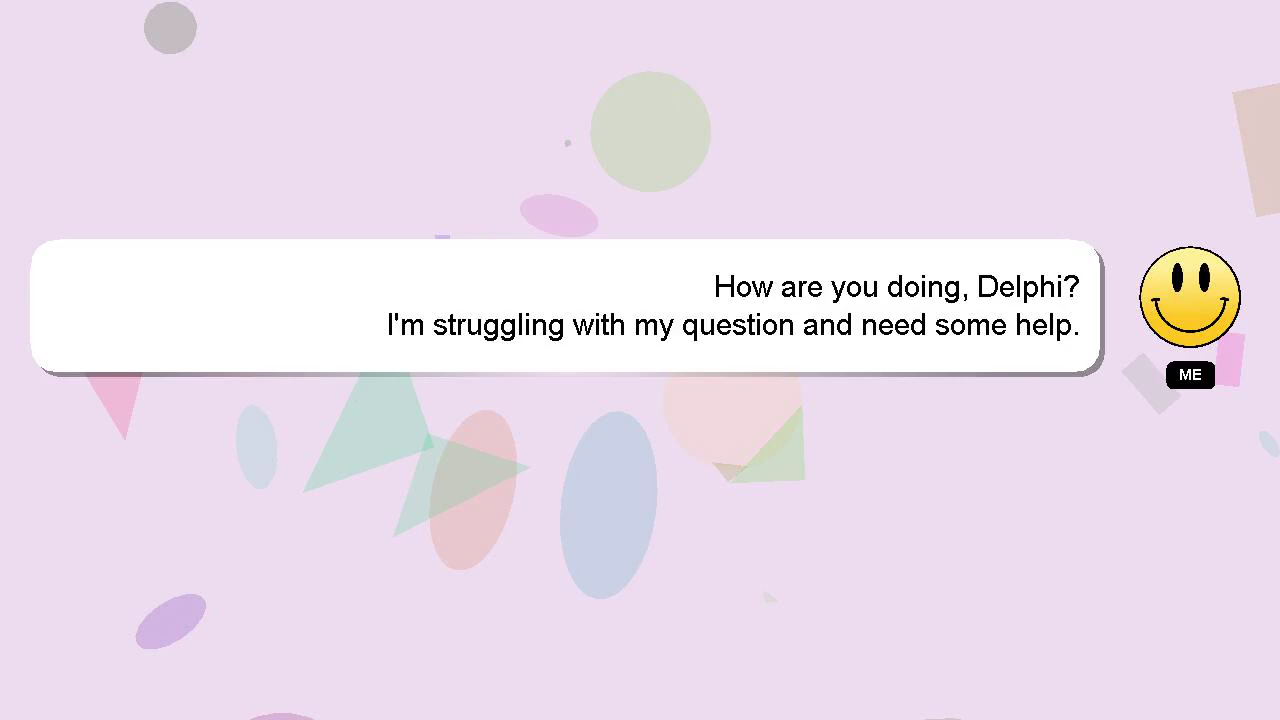 How are you doing, Delphi?
I'm struggling with my question and need some help.
ME